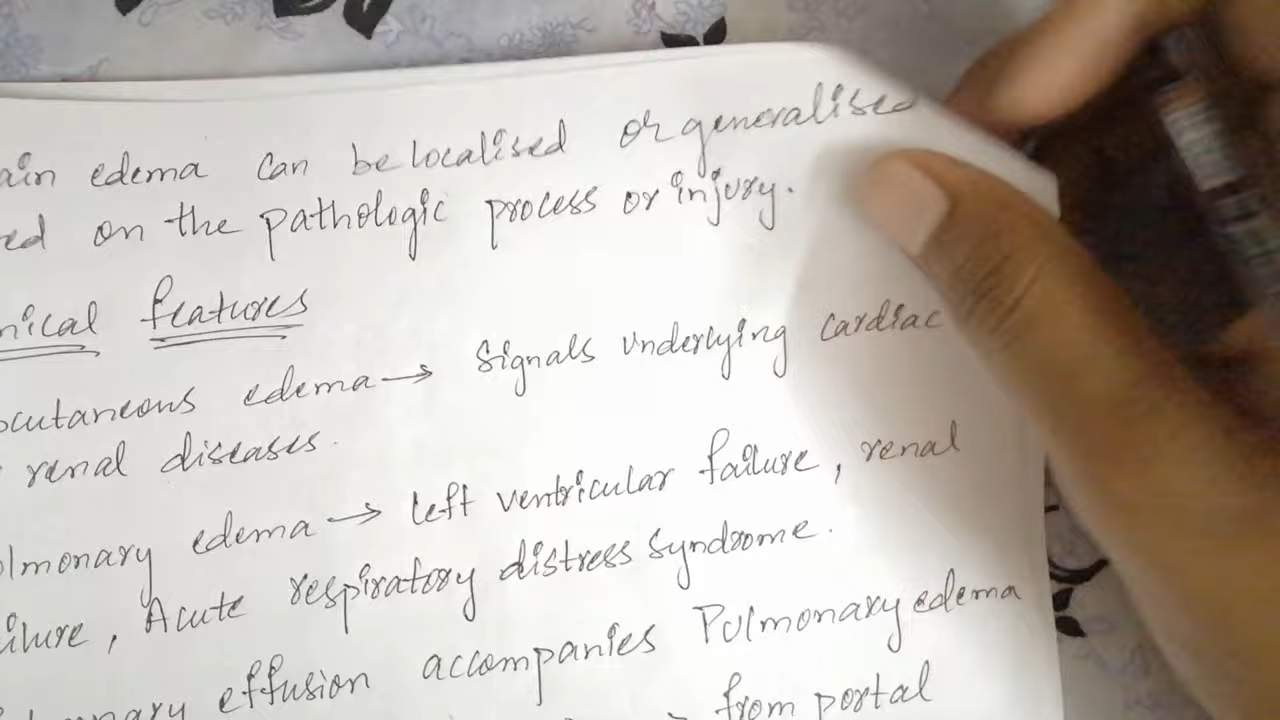 ain edema can be localised or generalised
ed on the pathologic process or injury.
nical features
ocutaneous edema → Signals underlying cardiac
renal diseases.
lmonary edema → left ventricular failure, renal
ilure, Acute respiratory distress syndrome.
nary effusion accompanies Pulmonary edema
from portal